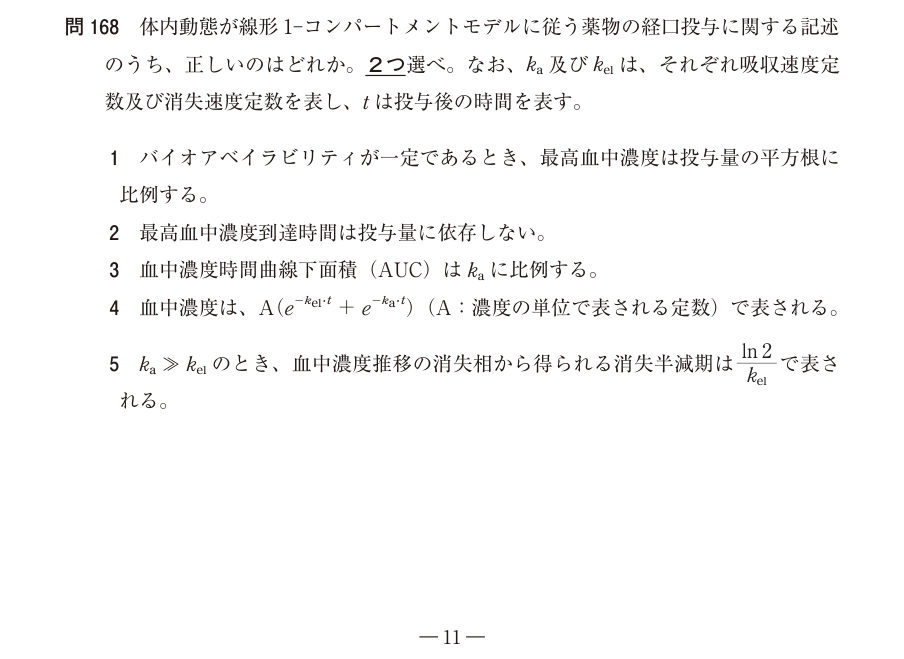 問 168 体内動態が線形 1-コンパートメントモデルに従う薬物の経口投与に関する記述
のうち、正しいのはどれか。２つ選べ。なお、ka 及び kel は、それぞれ吸収速度定
数及び消失速度定数を表し、t は投与後の時間を表す。
1 バイオアベイラビリティが一定であるとき、最高血中濃度は投与量の平方根に
比例する。
2 最高血中濃度到達時間は投与量に依存しない。
3 血中濃度時間曲線下面積（AUC）は ka に比例する。
4 血中濃度は、A(e^{-kel·t} + e^{-ka·t})（A：濃度の単位で表される定数）で表される。
5 ka ≫ kel のとき、血中濃度推移の消失相から得られる消失半減期は ln 2/kel で表さ
れる。
— 11 —